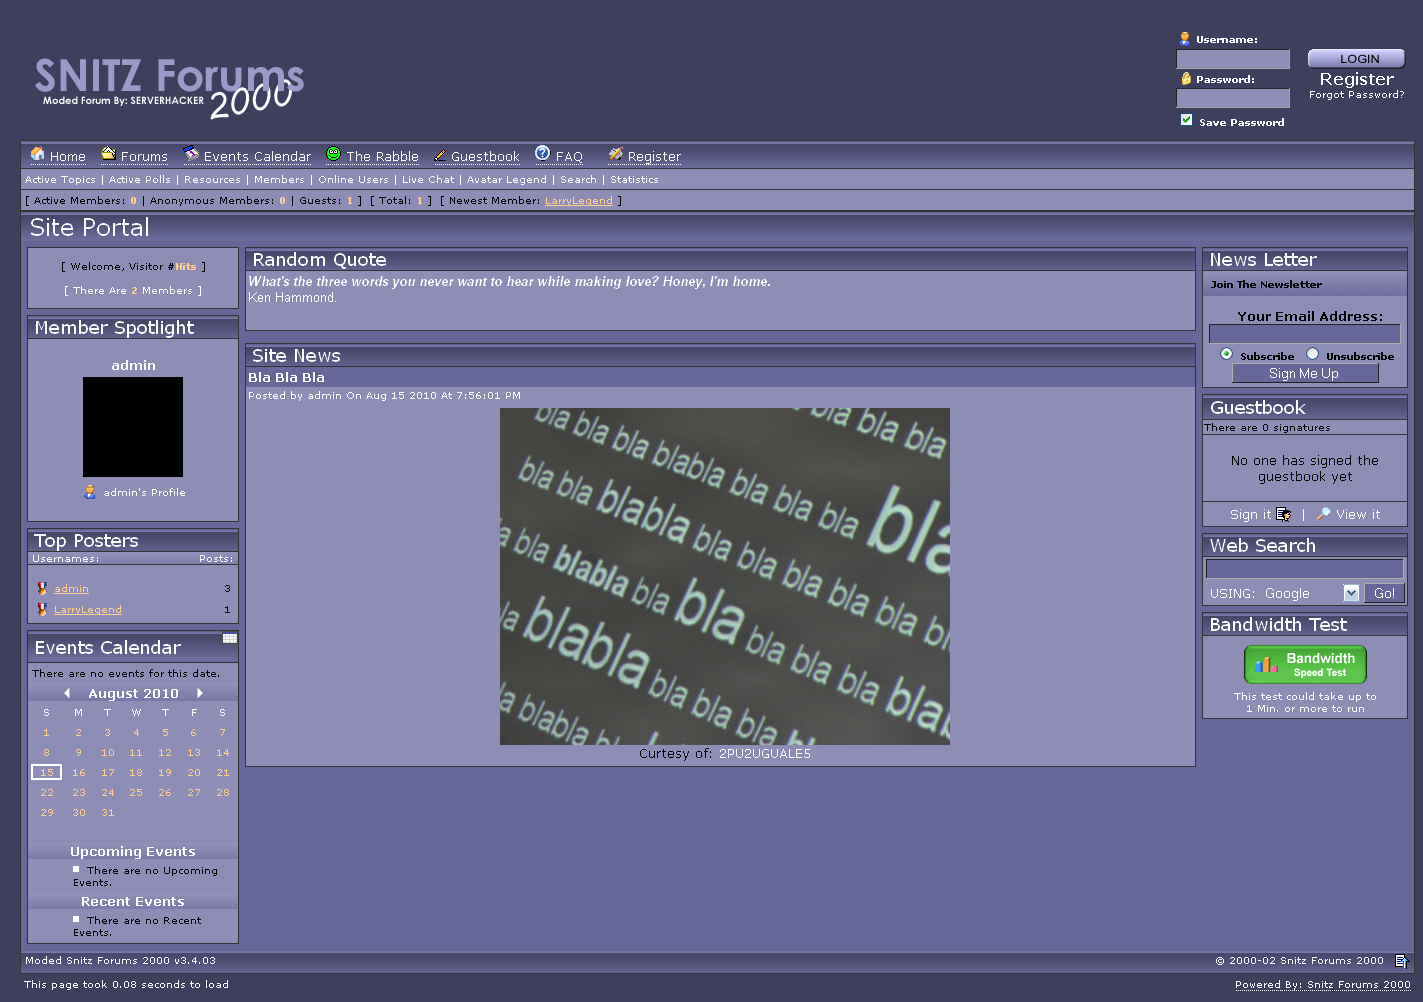 SNITZ Forums
2000
Moded Forum By: SERVERHACKER
Username:
Password:
Save Password
LOGIN
Register
Forgot Password?
Home Forums Events Calendar The Rabble Guestbook FAQ Register
Active Topics | Active Polls | Resources | Members | Online Users | Live Chat | Avatar Legend | Search | Statistics
[ Active Members: 0 | Anonymous Members: 0 | Guests: 1 ] [ Total: 1 ] [ Newest Member: LarryLegend ]
Site Portal
[ Welcome, Visitor #Hits ]
[ There Are 2 Members ]
Member Spotlight
admin
admin's Profile
Top Posters
Usernames: Posts:
admin 3
LarryLegend 1
Events Calendar
There are no events for this date.
August 2010
S M T W T F S
1 2 3 4 5 6 7
8 9 10 11 12 13 14
15 16 17 18 19 20 21
22 23 24 25 26 27 28
29 30 31
Upcoming Events
There are no Upcoming
Events.
Recent Events
There are no Recent
Events.
Random Quote
What's the three words you never want to hear while making love? Honey, I'm home.
Ken Hammond.
Site News
Bla Bla Bla
Posted by admin On Aug 15 2010 At 7:56:01 PM
bla bla bla bla blabla bla bla bla bla bla
bla bla bla bla
bla bla blabla bla bla bla bla bla bla
bla bla blabla bla bla bla bla bla bla
blabla bla bla bla bla bla
bla blabla bla bla
Curtesy of: 2PU2UGUALE5
News Letter
Join The Newsletter
Your Email Address:
Subscribe Unsubscribe
Sign Me Up
Guestbook
There are 0 signatures
No one has signed the
guestbook yet
Sign it | View it
Web Search
USING: Google Go!
Bandwidth Test
Bandwidth
Speed Test
This test could take up to
1 Min. or more to run
Moded Snitz Forums 2000 v3.4.03
© 2000-02 Snitz Forums 2000
This page took 0.08 seconds to load
Powered By: Snitz Forums 2000